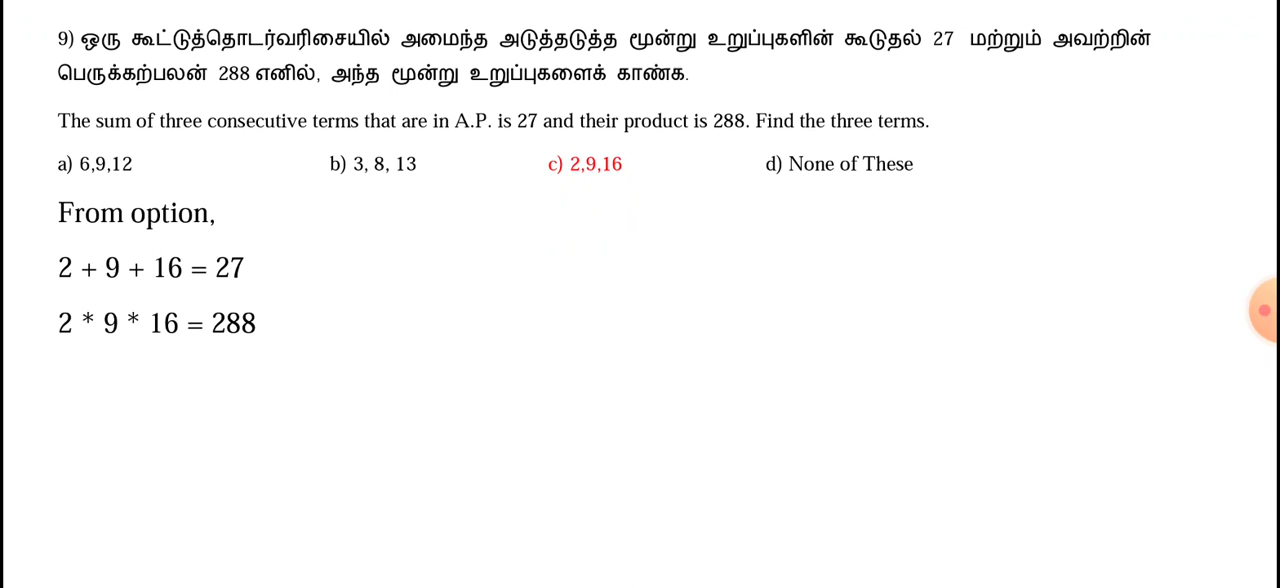 9) ஒரு கூட்டுத்தொடர்வரிசையில் அமைந்த அடுத்தடுத்த மூன்று உறுப்புகளின் கூடுதல் 27 மற்றும் அவற்றின்
பெருக்கற்பலன் 288 எனில், அந்த மூன்று உறுப்புகளைக் காண்க.
The sum of three consecutive terms that are in A.P. is 27 and their product is 288. Find the three terms.
a) 6,9,12 b) 3, 8, 13 c) 2,9,16 d) None of These
From option,
2 + 9 + 16 = 27
2 * 9 * 16 = 288